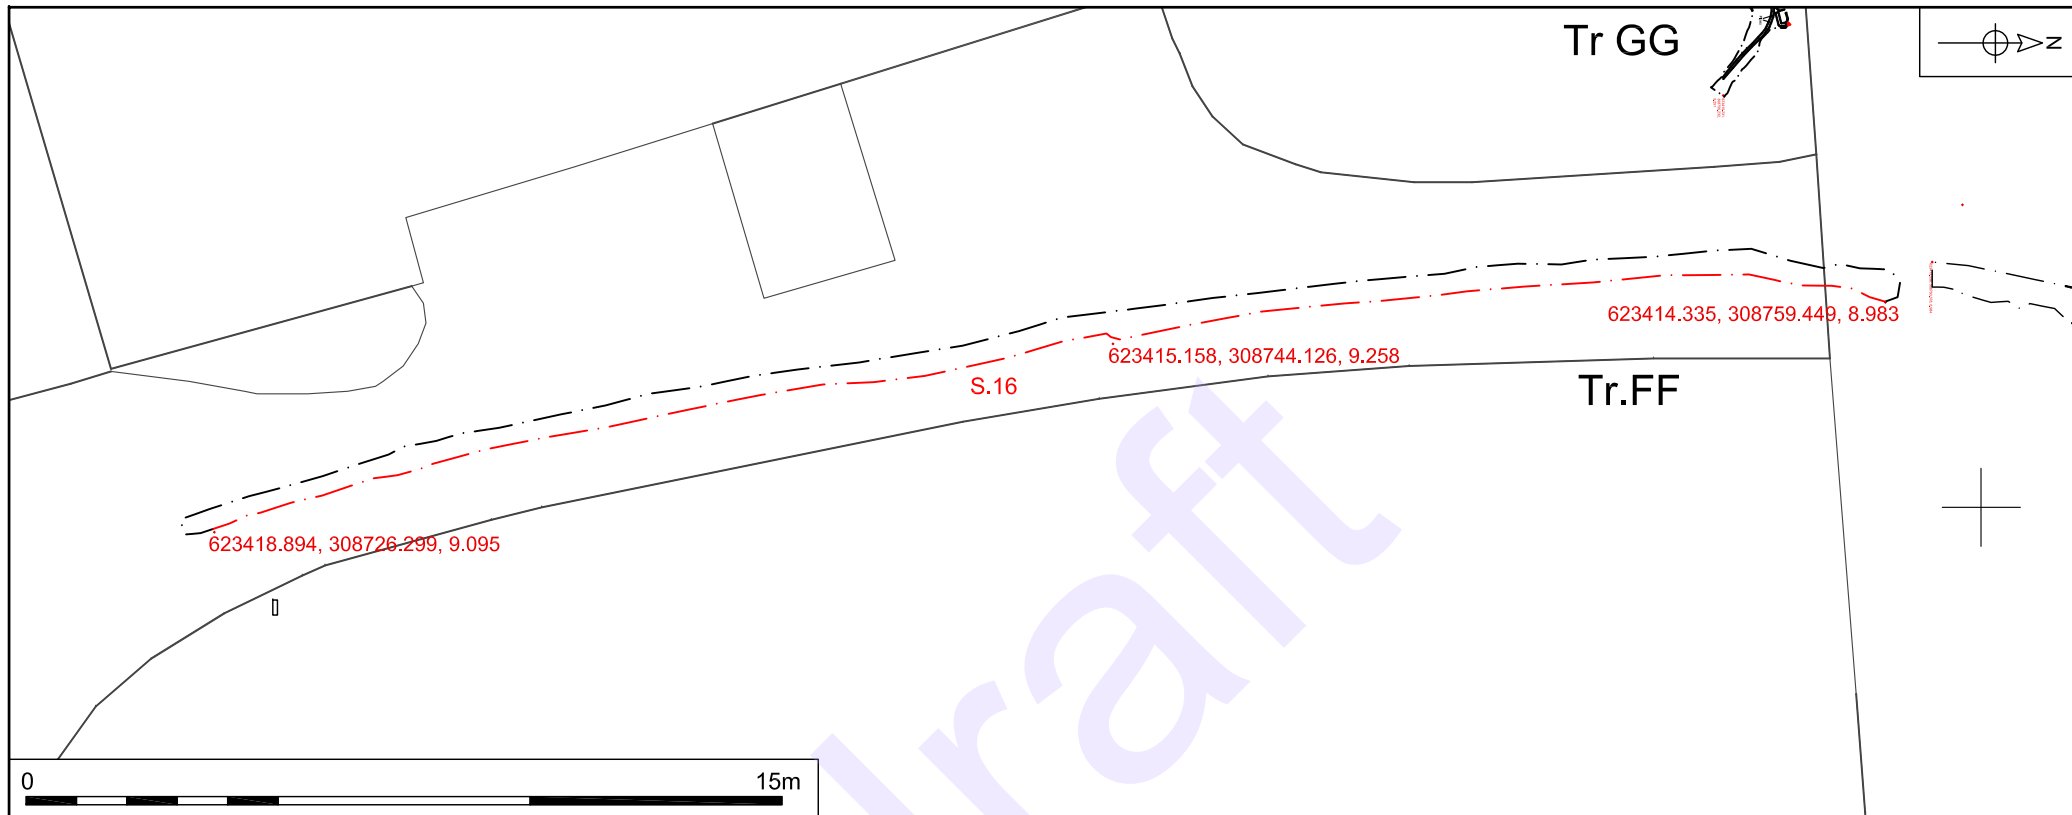 Tr GG
N
623414.335, 308759.449, 8.983
623415.158, 308744.126, 9.258
S.16
Tr.FF
623418.894, 308726.299, 9.095
0 15m
draft